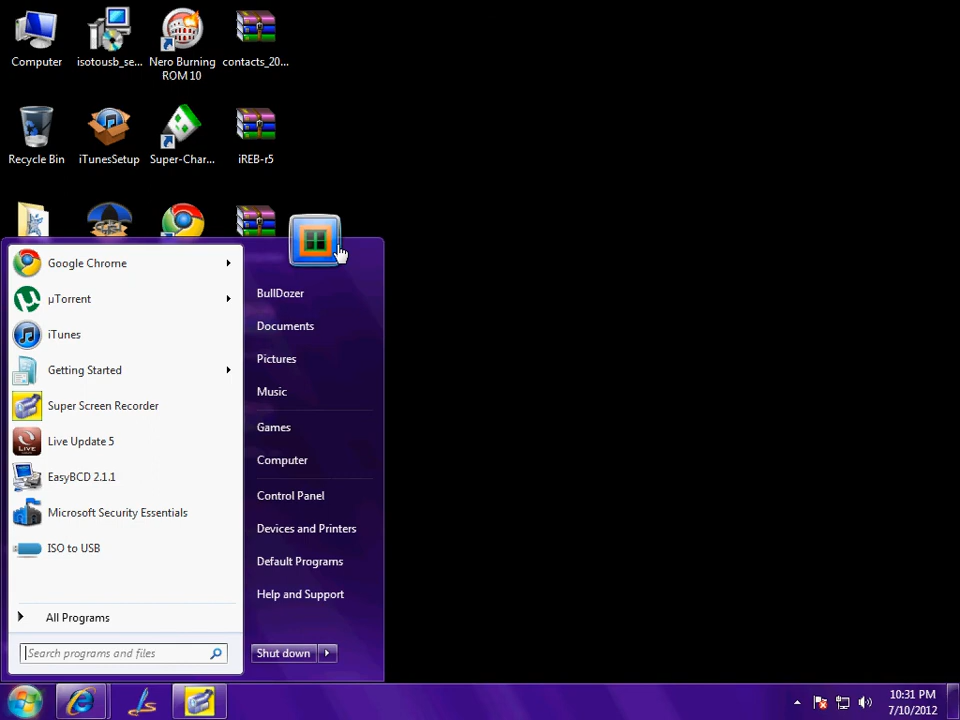 Computer
isotousb_se...
Nero Burning
ROM 10
contacts_20...
Recycle Bin
iTunesSetup
Super-Char...
iREB-r5
Google Chrome
µTorrent
iTunes
Getting Started
Super Screen Recorder
LIVE
Live Update 5
EasyBCD 2.1.1
Microsoft Security Essentials
ISO to USB
All Programs
Search programs and files
BullDozer
Documents
Pictures
Music
Games
Computer
Control Panel
Devices and Printers
Default Programs
Help and Support
Shut down
10:31 PM
7/10/2012